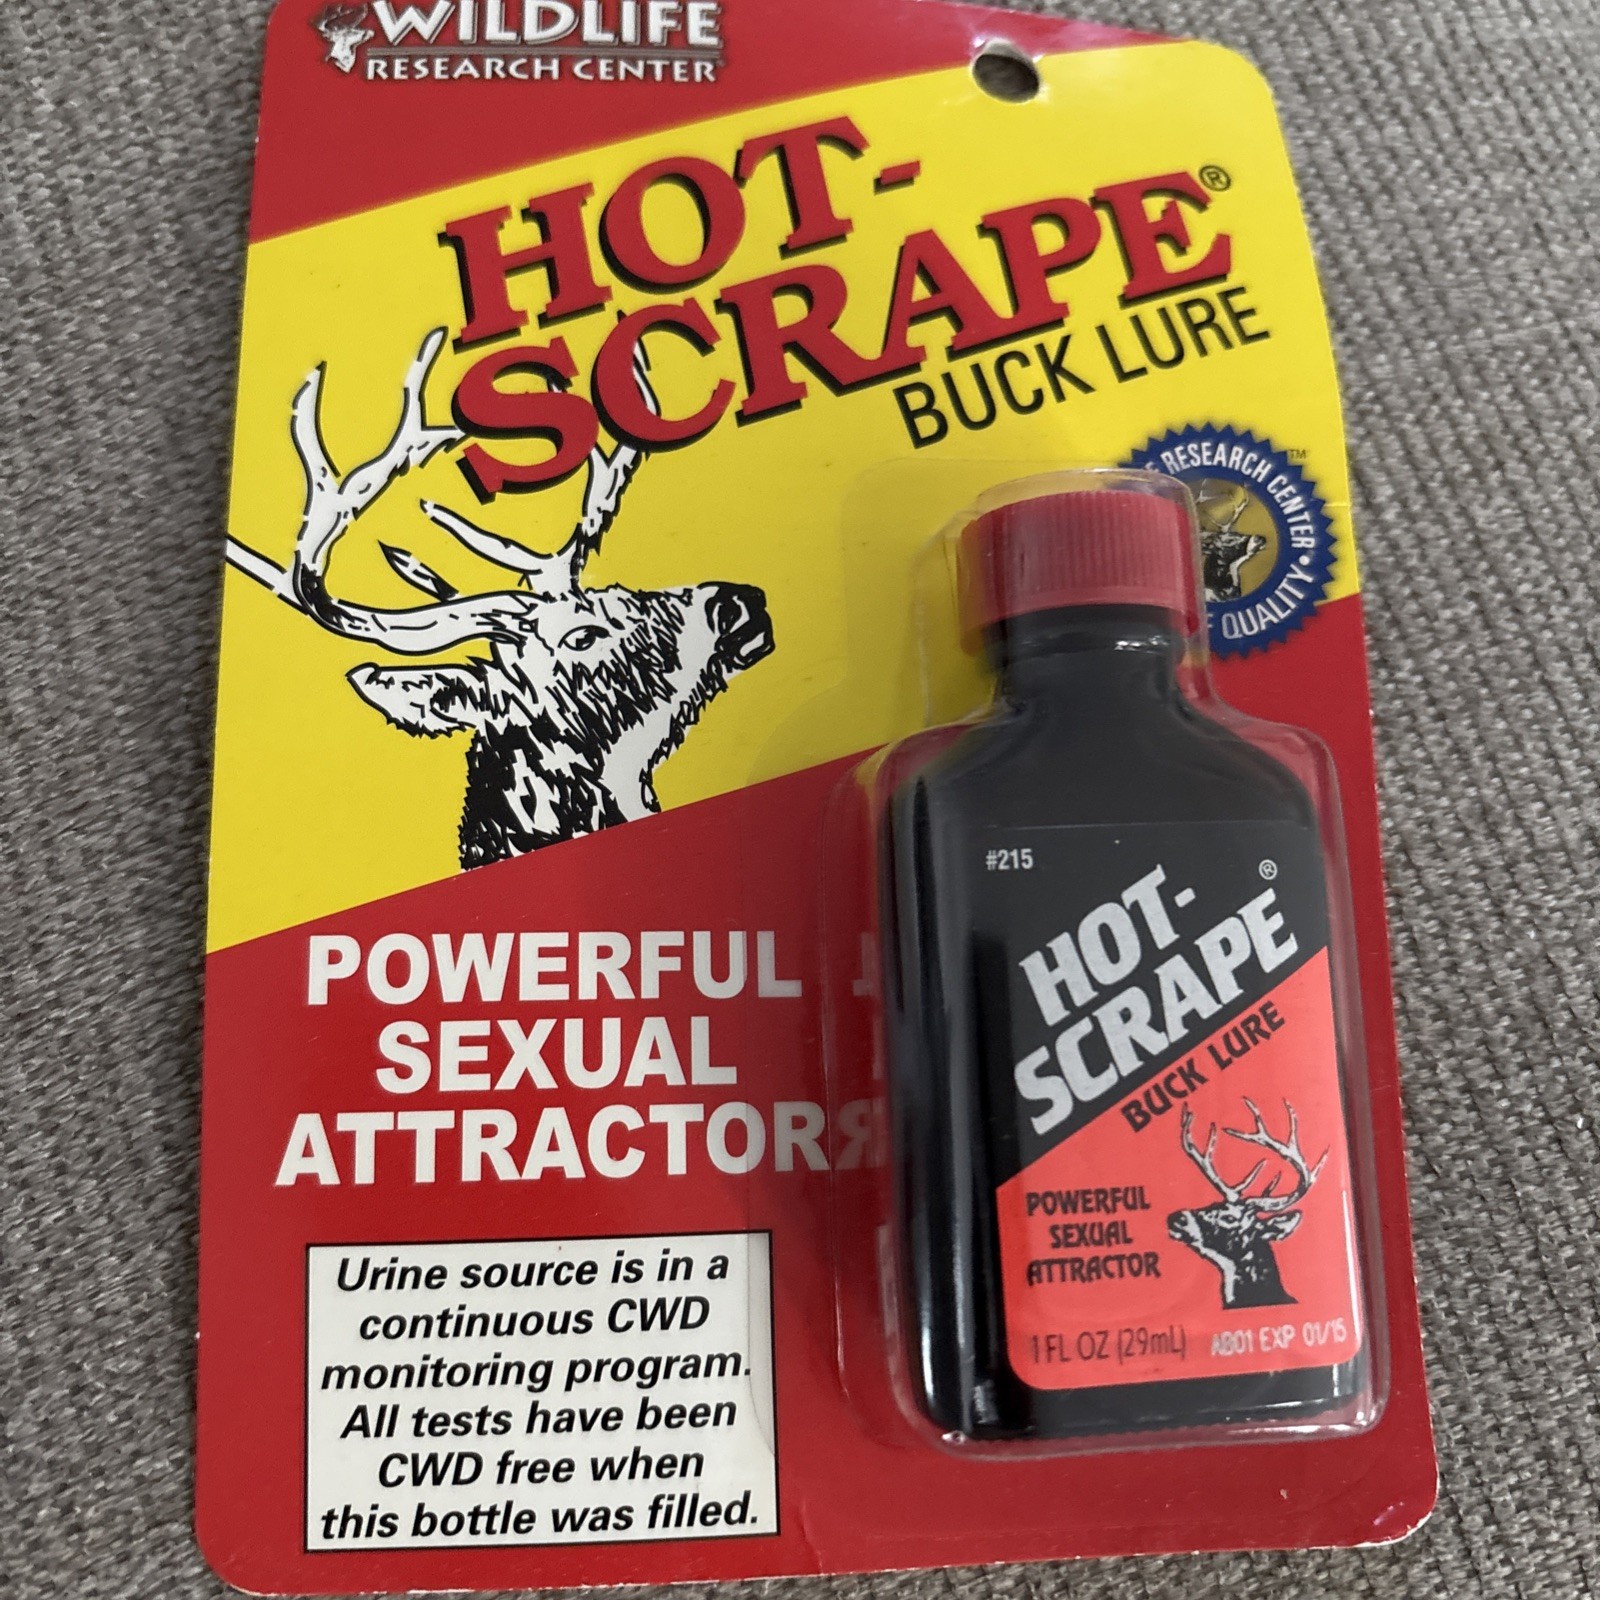 WILDLIFE
RESEARCH CENTER
HOT-
SCRAPE®
BUCK LURE
RESEARCH CENTER • QUALITY
TM
POWERFUL
SEXUAL
ATTRACTOR
Urine source is in a
continuous CWD
monitoring program.
All tests have been
CWD free when
this bottle was filled.
#215
HOT-
SCRAPE®
BUCK LURE
POWERFUL
SEXUAL
ATTRACTOR
1 FL OZ (29mL) AB01 EXP 01/15